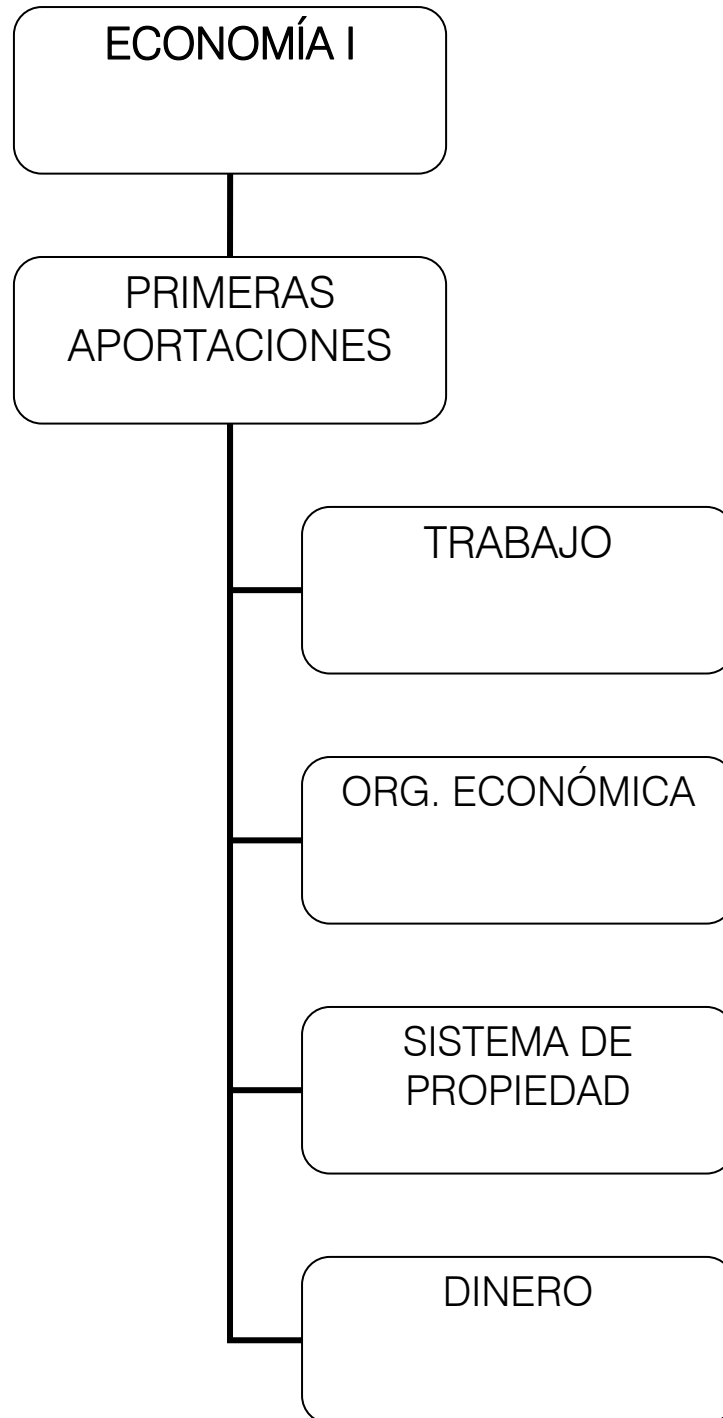 ECONOMÍA I
PRIMERAS
APORTACIONES
TRABAJO
ORG. ECONÓMICA
SISTEMA DE
PROPIEDAD
DINERO